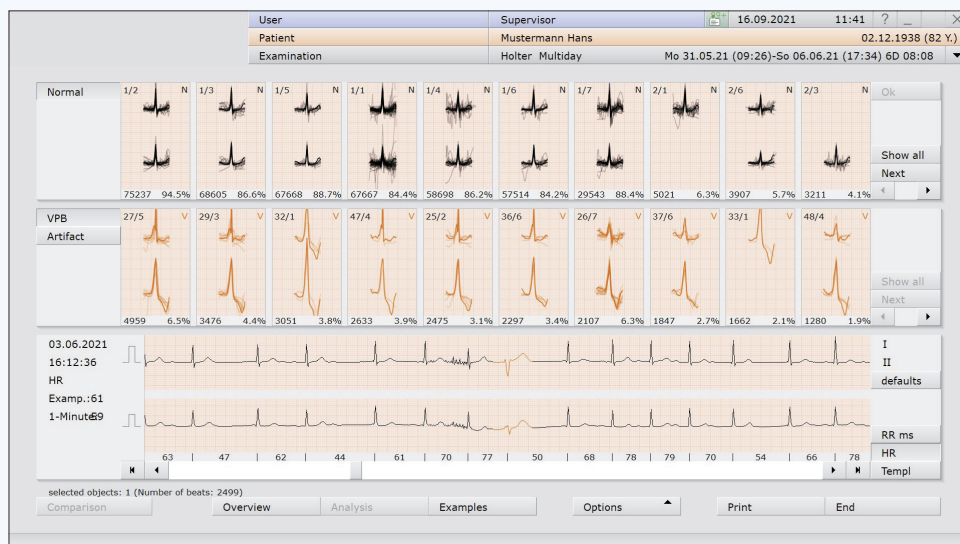 User Supervisor 16.09.2021 11:41 ? _ X
Patient Mustermann Hans 02.12.1938 (82 Y.)
Examination Holter Multiday Mo 31.05.21 (09:26)-So 06.06.21 (17:34) 6D 08:08
Normal 1/2 N 1/3 N 1/5 N 1/1 N 1/4 N 1/6 N 1/7 N 2/1 N 2/6 N 2/3 N Ok
Show all
Next
75237 94.5% 68605 86.6% 67668 88.7% 67667 84.4% 58698 86.2% 57514 84.2% 29543 88.4% 5021 6.3% 3907 5.7% 3211 4.1%
VPB 27/5 V 29/3 V 32/1 V 47/4 V 25/2 V 36/6 V 26/7 V 37/6 V 33/1 V 48/4 V
Artifact
Show all
Next
4959 6.5% 3476 4.4% 3051 3.8% 2633 3.9% 2475 3.1% 2297 3.4% 2107 6.3% 1847 2.7% 1662 2.1% 1280 1.9%
03.06.2021 I
16:12:36 II
HR defaults
Examp.:61
1-Minute:59
RR ms
63 47 62 44 61 70 77 50 68 78 79 70 54 66 78 HR
Templ
selected objects: 1 (Number of beats: 2499)
Comparison Overview Analysis Examples Options Print End